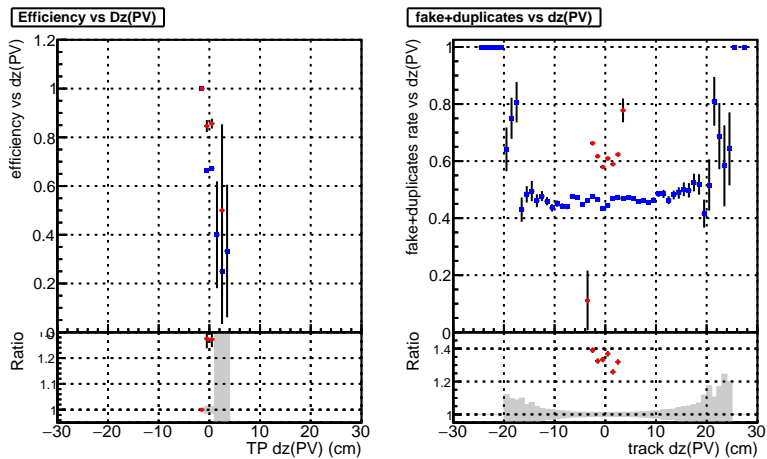 Efficiency vs Dz(PV)
efficiency vs dz(PV)
1.2
1
0.8
0.6
0.4
0.2
0
Ratio
1.2
1.1
1
−30 −20 −10 0 10 20 30
TP dz(PV) (cm)
fake+duplicates vs dz(PV)
fake+duplicates rate vs dz(PV)
1
0.8
0.6
0.4
0.2
0
Ratio
1.4
1.2
1
−30 −20 −10 0 10 20 30
track dz(PV) (cm)